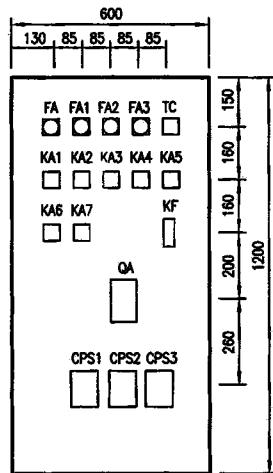 600
130 85 85 85 85
FA FA1 FA2 FA3 TC
150
KA1 KA2 KA3 KA4 KA5
160
KA6 KA7 KF
160
QA
200
1200
260
CPS1 CPS2 CPS3